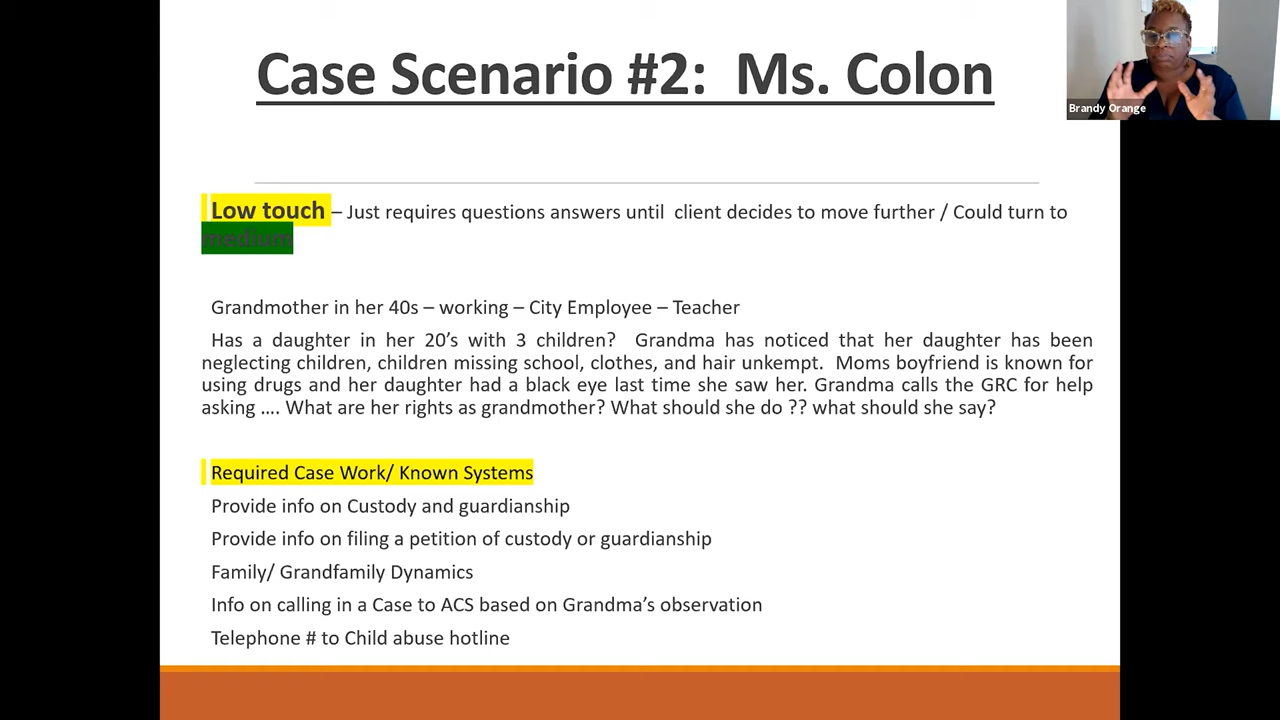 Case Scenario #2:  Ms. Colon
Brandy Orange
Low touch – Just requires questions answers until  client decides to move further / Could turn to
medium
Grandmother in her 40s – working – City Employee – Teacher
Has a daughter in her 20’s with 3 children?  Grandma has noticed that her daughter has been
neglecting children, children missing school, clothes, and hair unkempt.  Moms boyfriend is known for
using drugs and her daughter had a black eye last time she saw her. Grandma calls the GRC for help
asking …. What are her rights as grandmother? What should she do ?? what should she say?
Required Case Work/ Known Systems
Provide info on Custody and guardianship
Provide info on filing a petition of custody or guardianship
Family/ Grandfamily Dynamics
Info on calling in a Case to ACS based on Grandma’s observation
Telephone # to Child abuse hotline